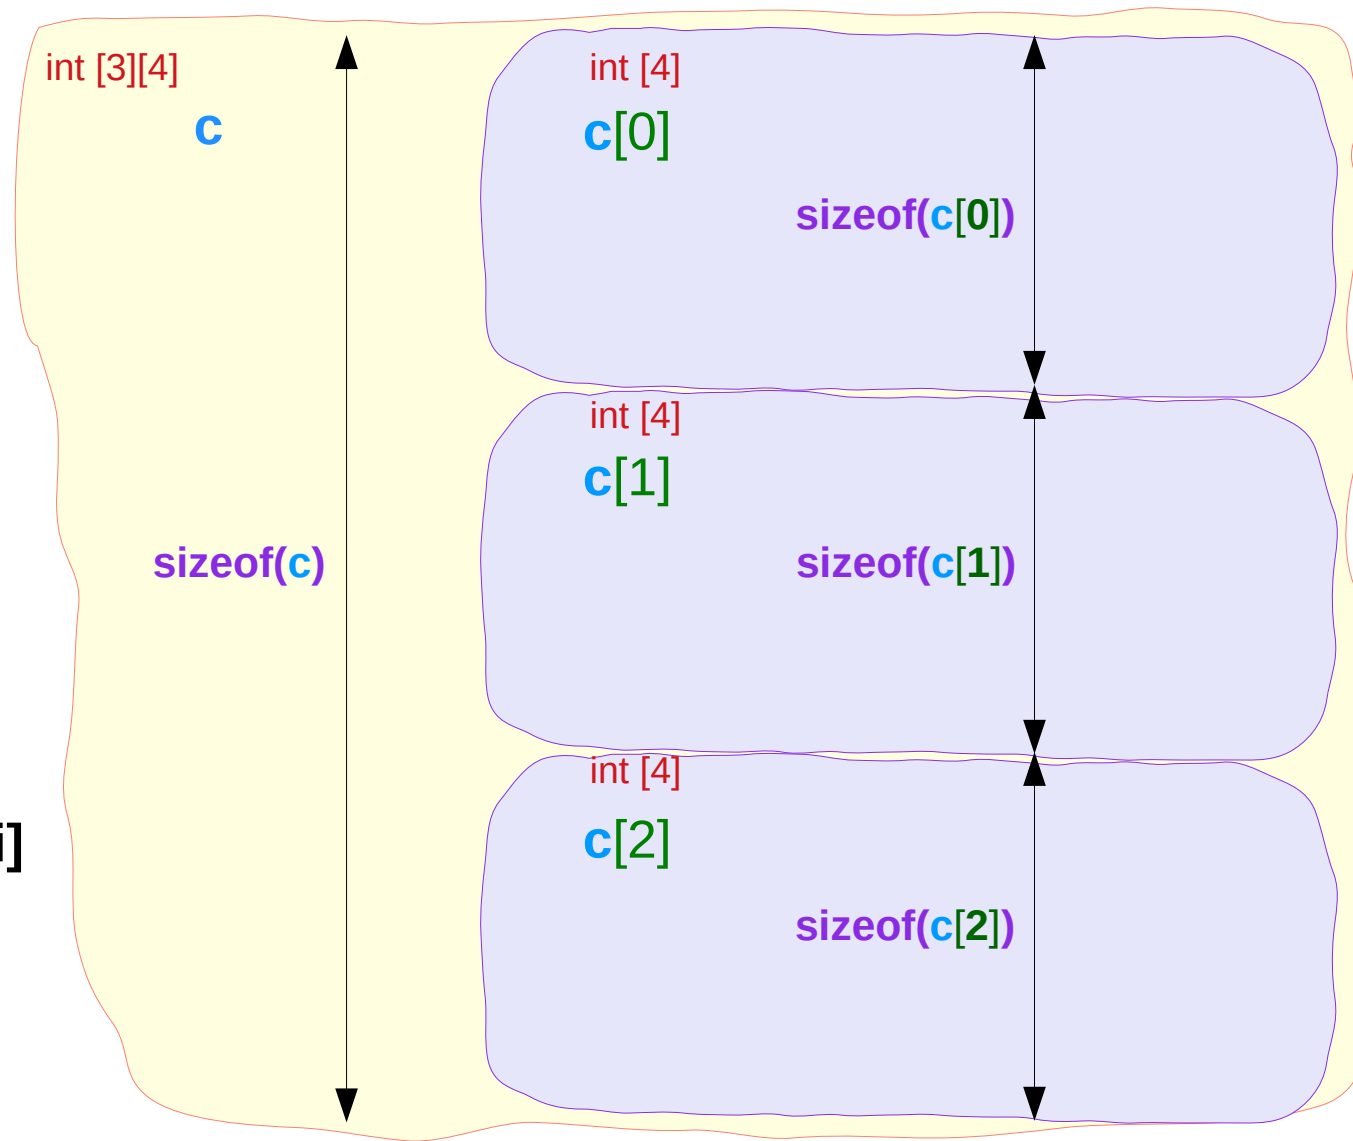 int [3][4]
c
int [4]
c[0]
sizeof(c[0])
int [4]
c[1]
sizeof(c)
sizeof(c[1])
int [4]
i]
c[2]
sizeof(c[2])